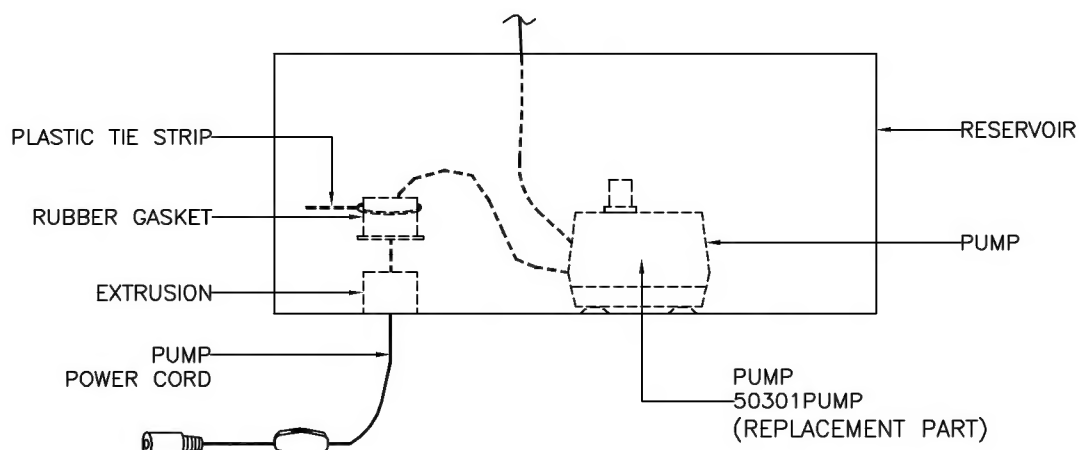 PLASTIC TIE STRIP
RESERVOIR
RUBBER GASKET
PUMP
EXTRUSION
PUMP
POWER CORD
PUMP
50301PUMP
(REPLACEMENT PART)